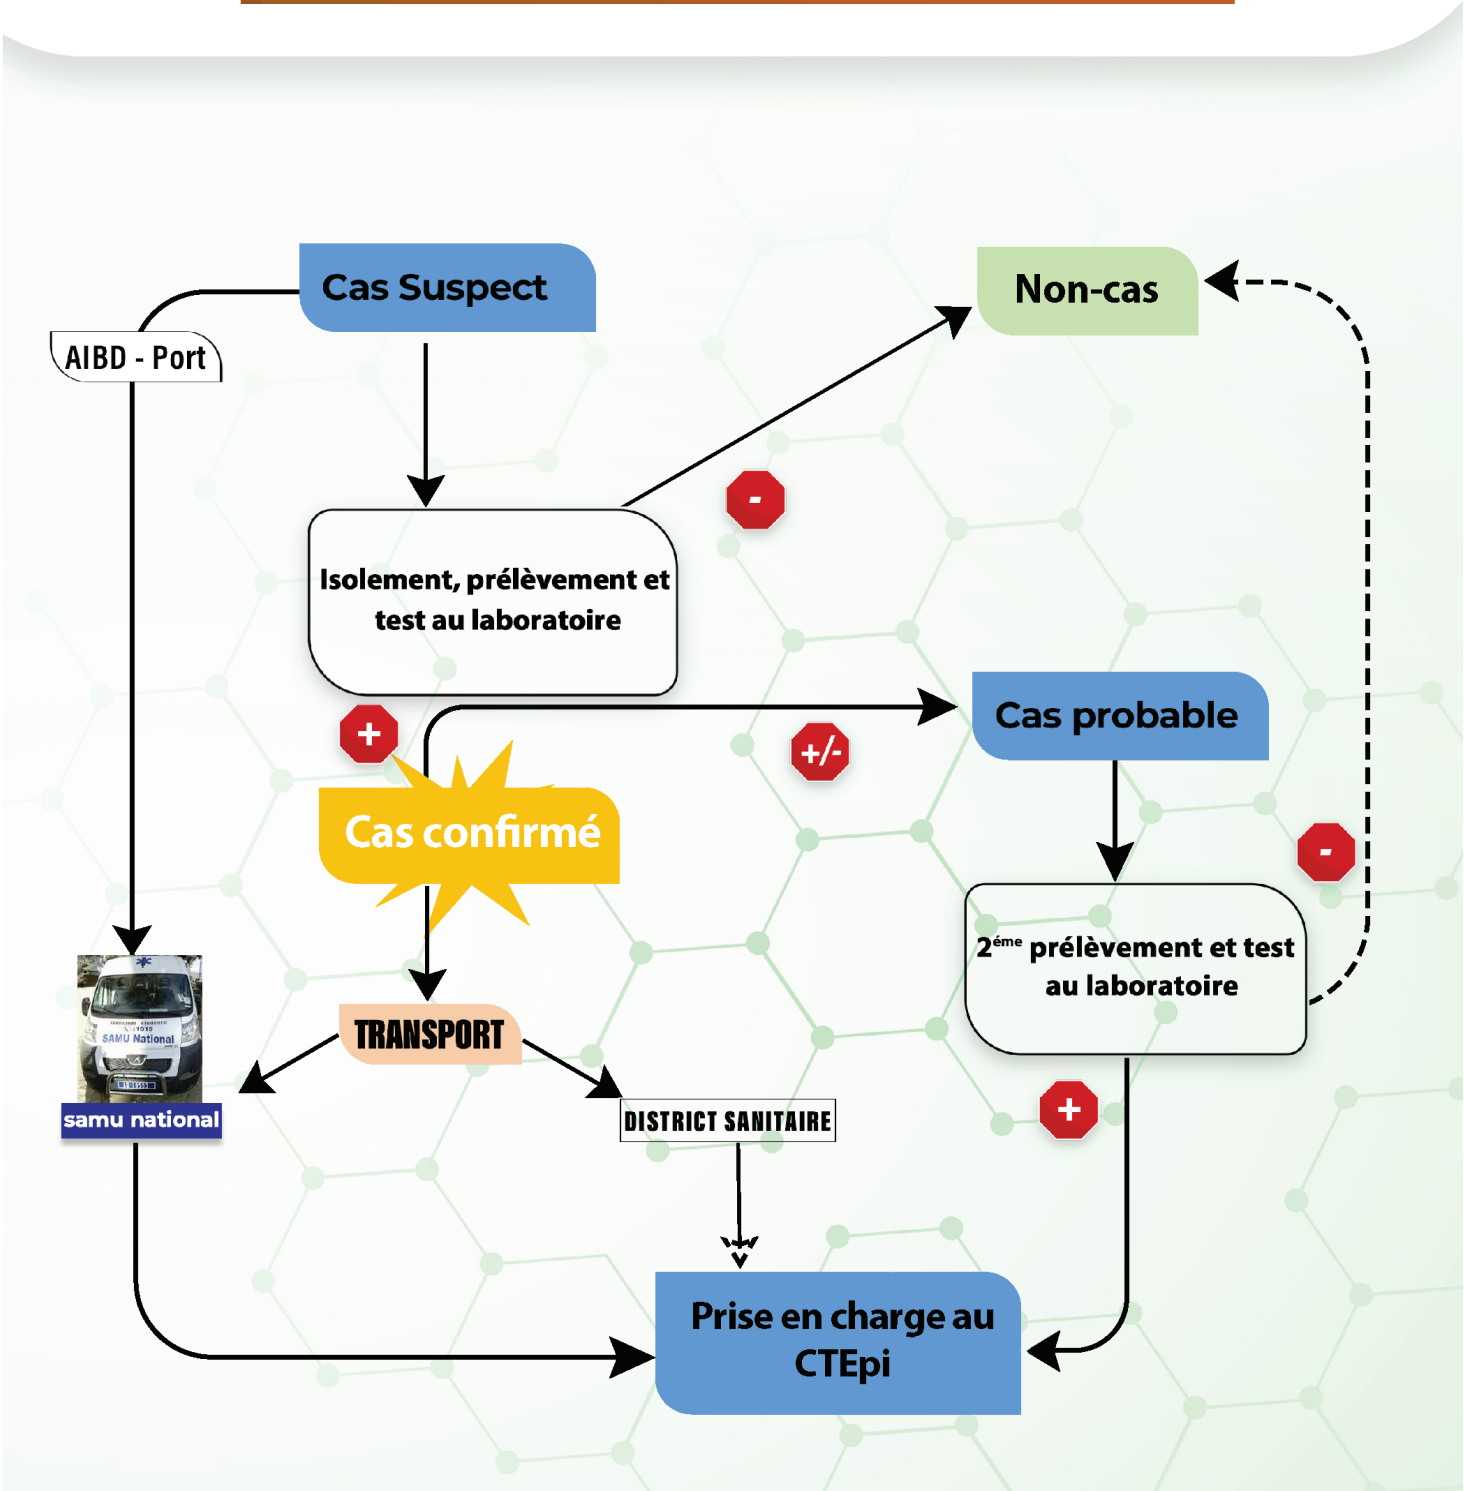 Cas Suspect
Non-cas
AIBD - Port
-
Isolement, prélèvement et
test au laboratoire
+
+/-
Cas probable
Cas confirmé
-
2éme prélèvement et test
au laboratoire
SAMU National
TRANSPORT
+
samu national
DISTRICT SANITAIRE
Prise en charge au
CTEpi